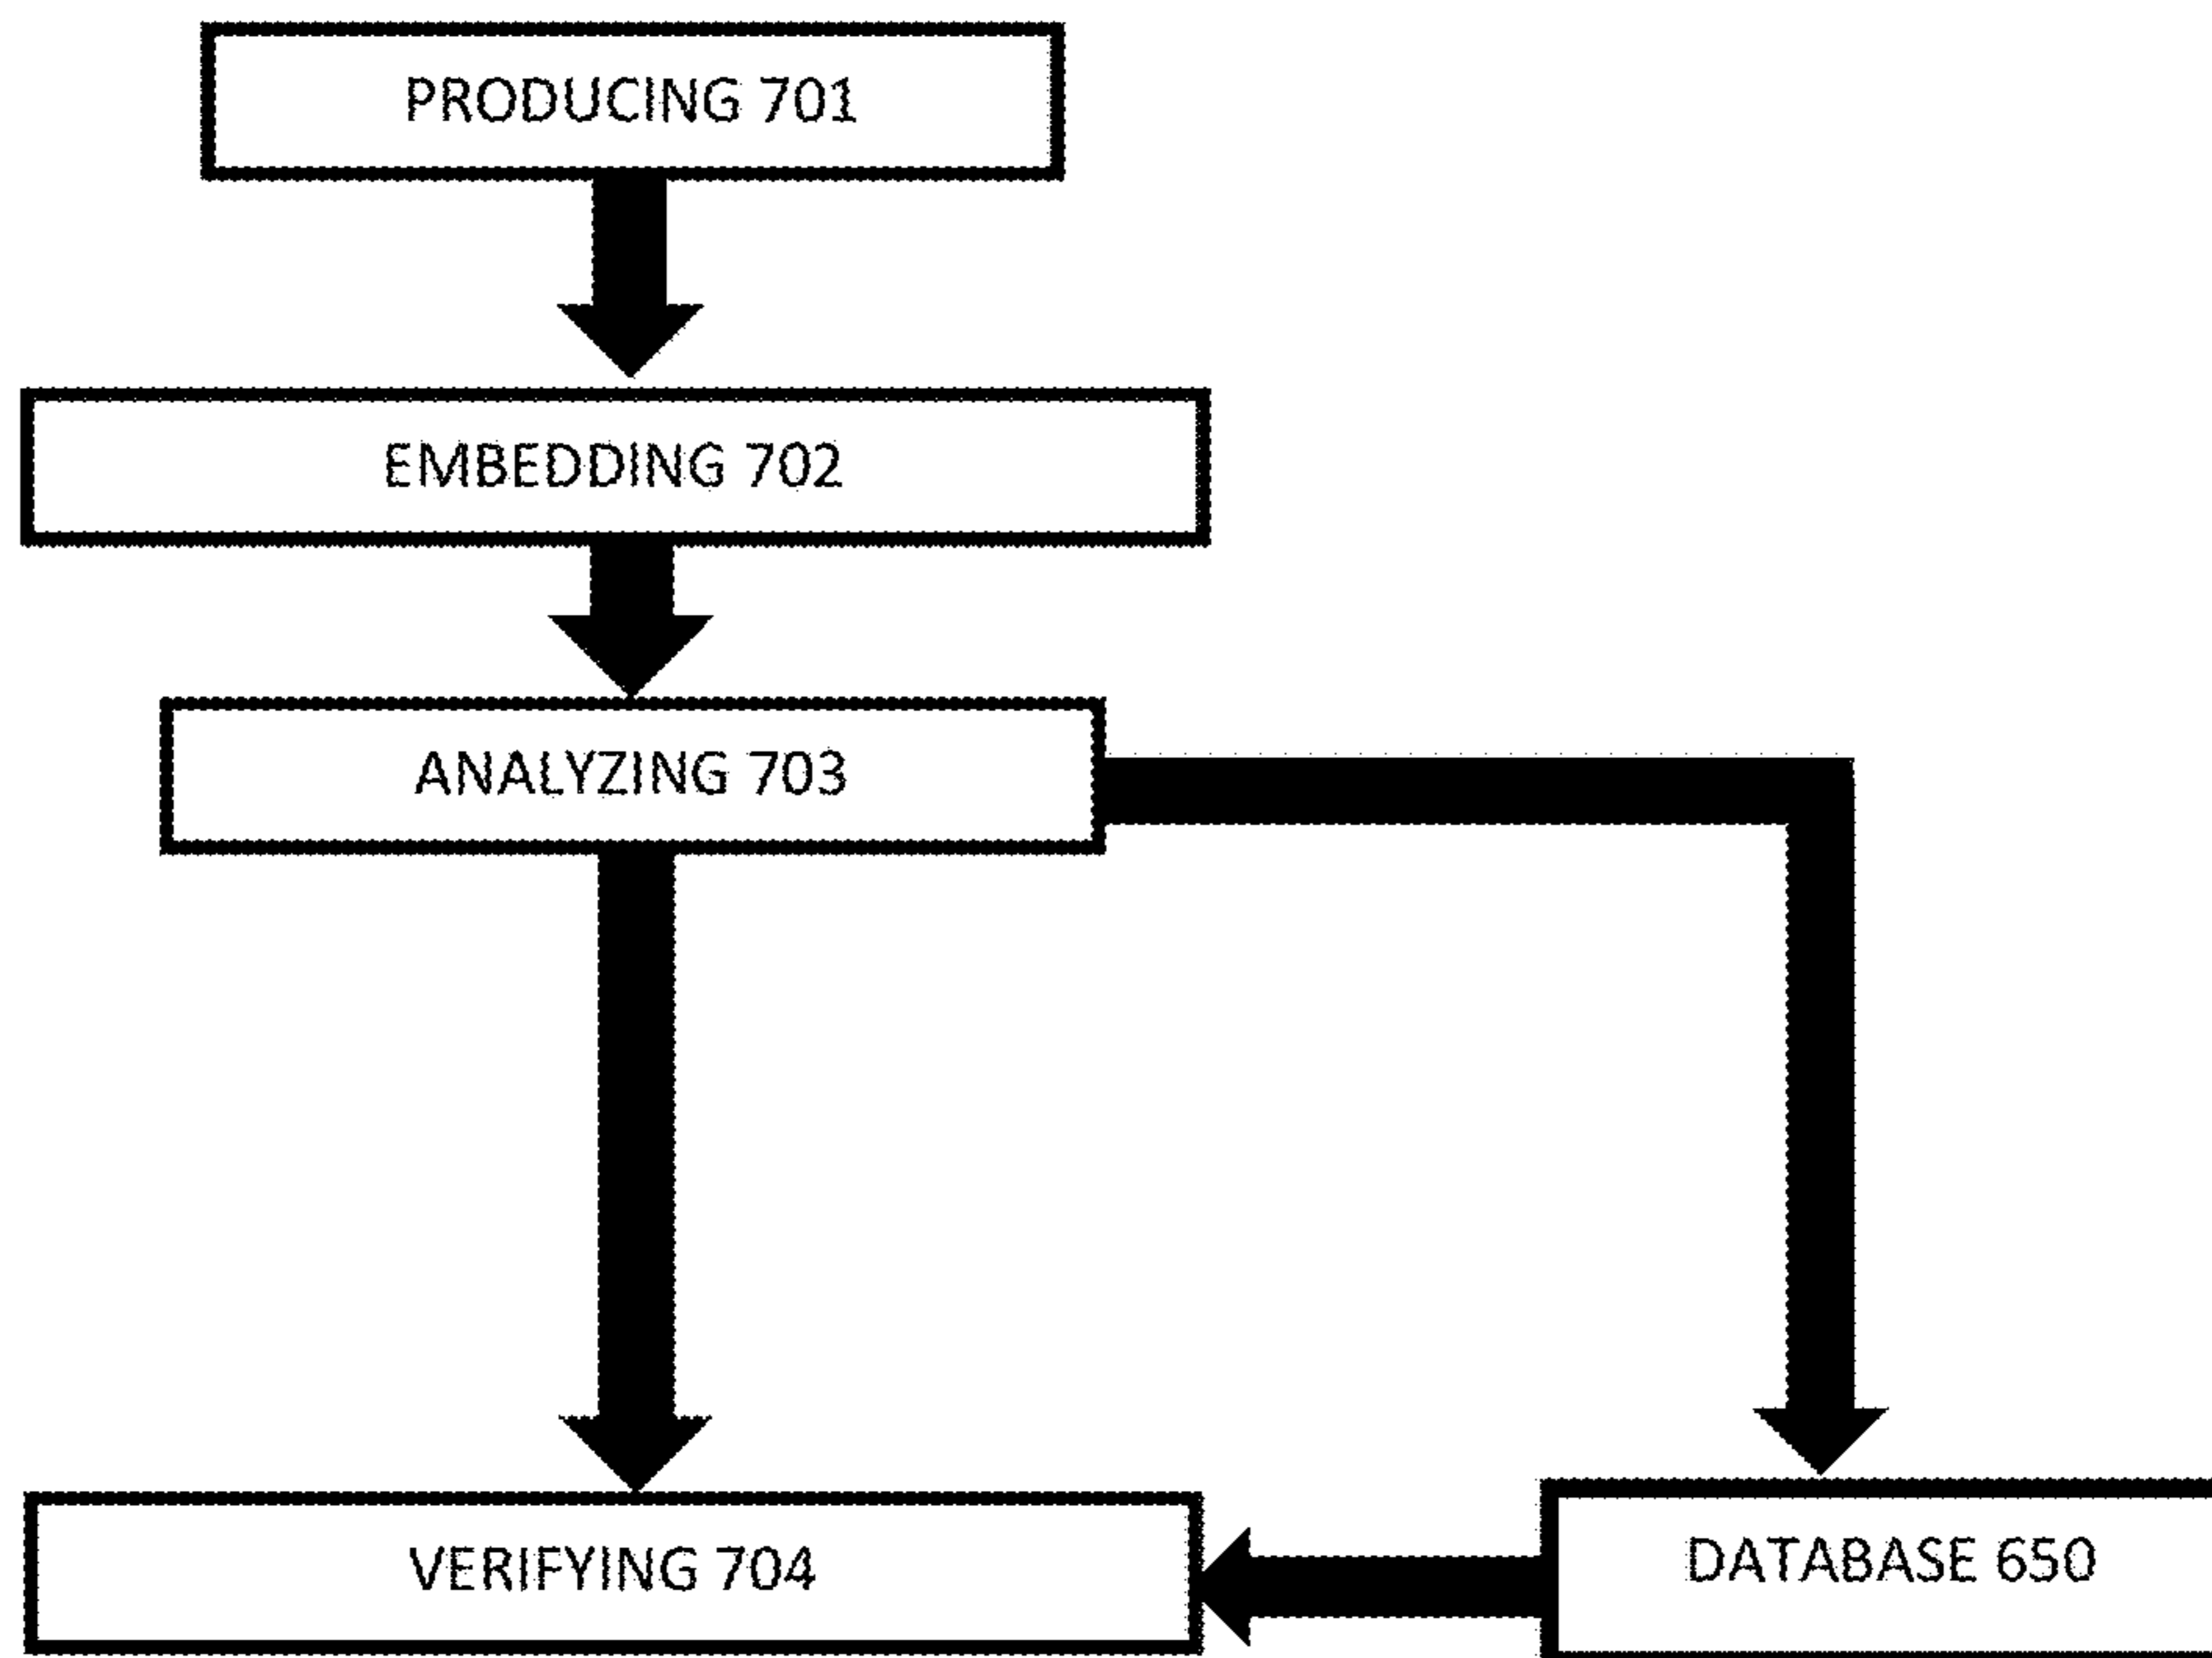 PRODUCING 701
EMBEDDING 702
ANALYZING 703
VERIFYING 704
DATABASE 650